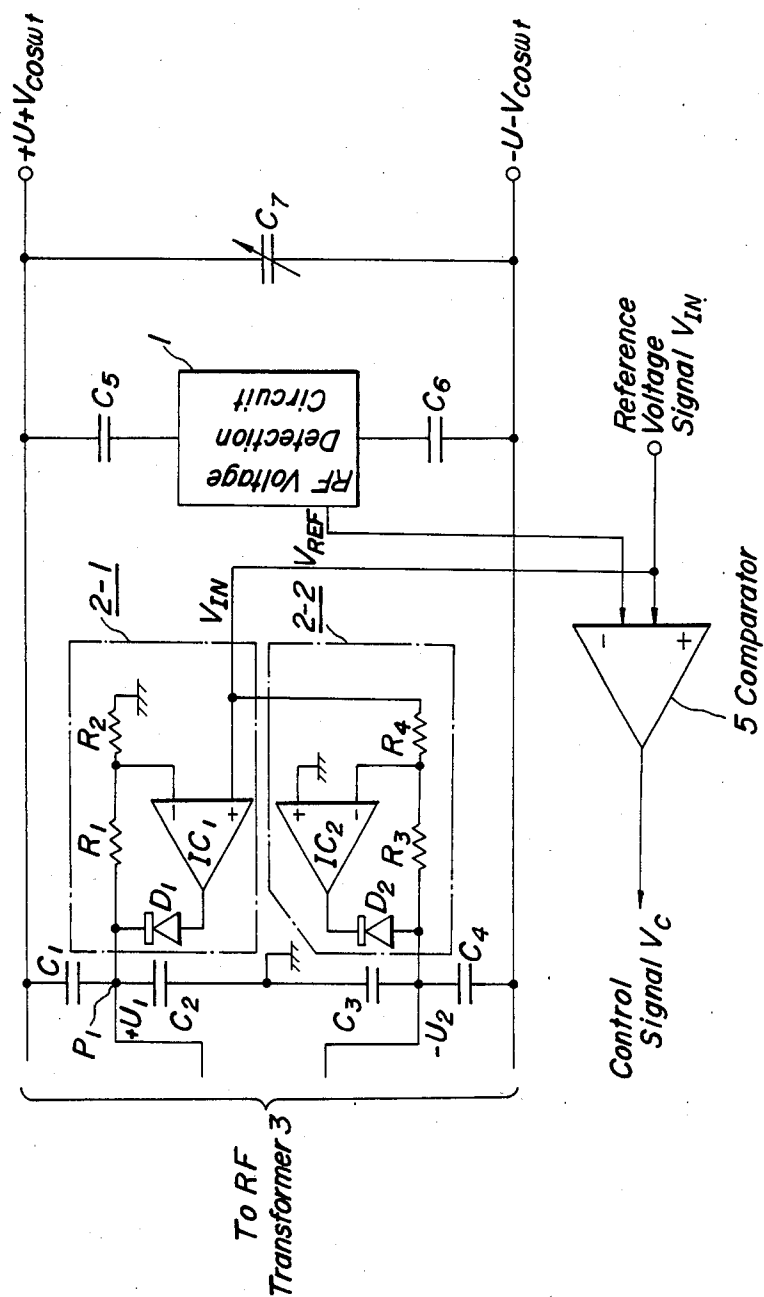 +U+Vcosωt
-U-Vcosωt
C7
1
C5
RF Voltage
Detection
Circuit
C6
VREF
Reference
Voltage
Signal VIN
2-1
VIN
2-2
R2
R1
IC1
D1
R4
R3
IC2
D2
C1
P1
+U1
C2
C3
-U2
C4
To RF
Transformer 3
-
+
-
+
-
+
5 Comparator
Control
Signal VC